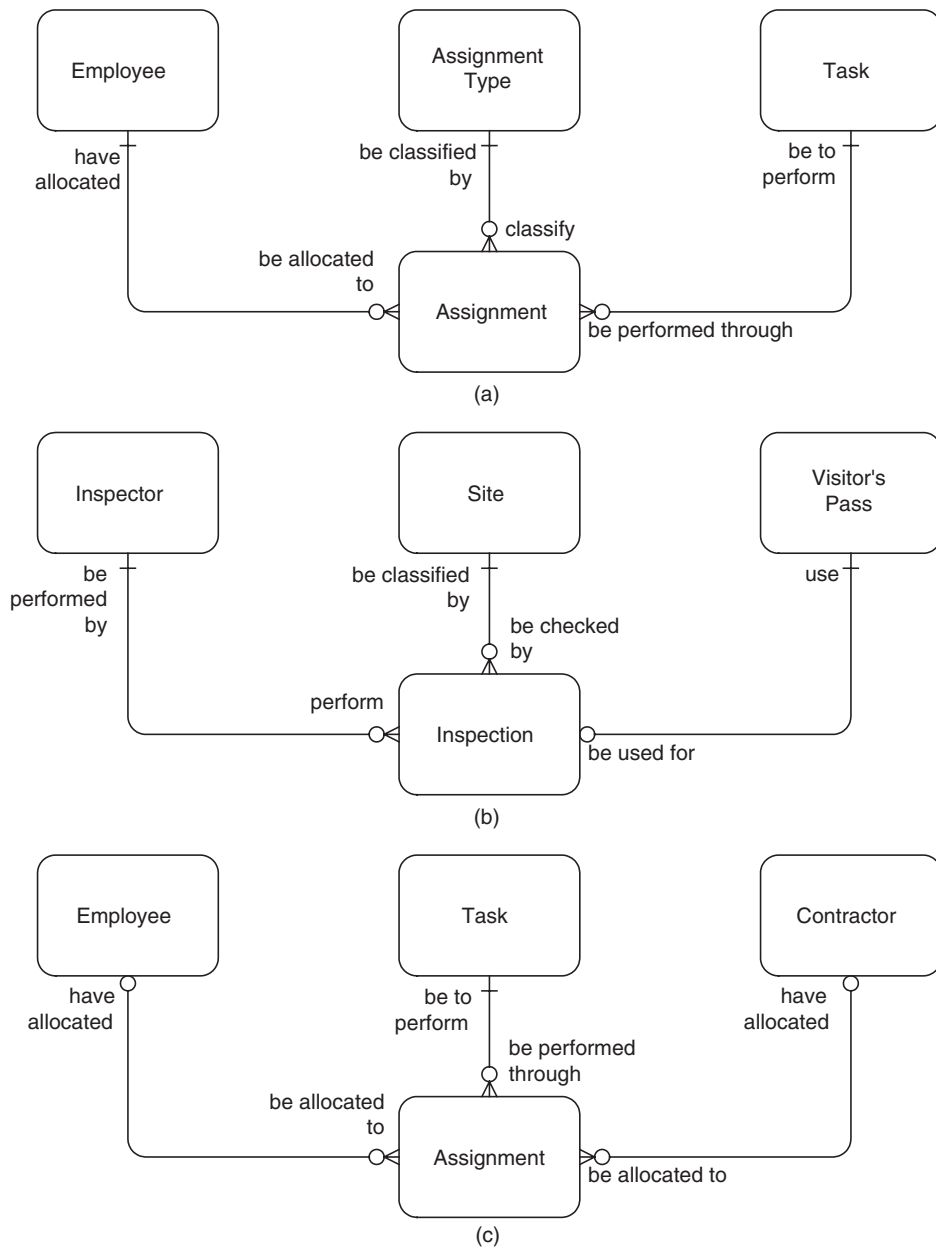 Employee
Assignment
Type
Task
have
allocated
be classified
by
be to
perform
classify
be allocated
to
Assignment
be performed through
(a)
Inspector
Site
Visitor's
Pass
be
performed
by
be classified
by
use
be checked
by
perform
Inspection
be used for
(b)
Employee
Task
Contractor
have
allocated
be to
perform
have
allocated
be performed
through
be allocated
to
Assignment
be allocated to
(c)